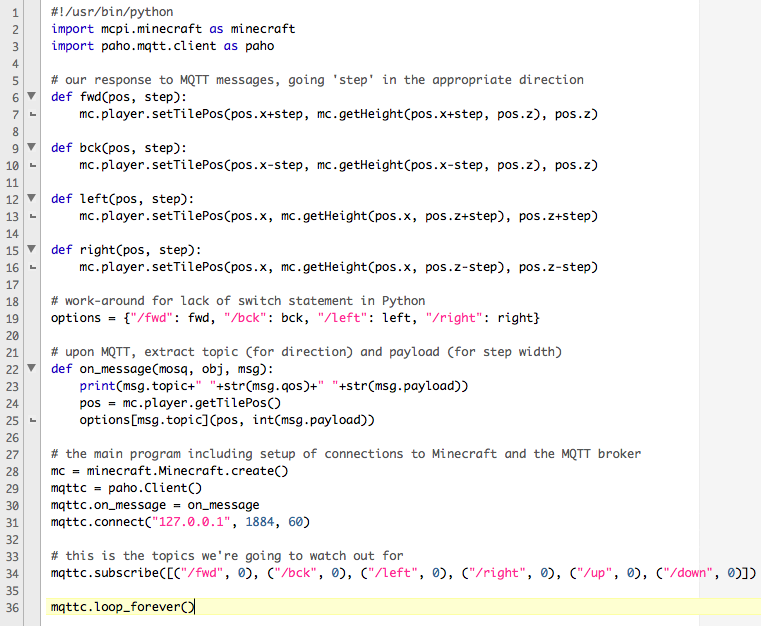 1 #!/usr/bin/python
2 import mcpi.minecraft as minecraft
3 import paho.mqtt.client as paho
4
5 # our response to MQTT messages, going 'step' in the appropriate direction
6 def fwd(pos, step):
7     mc.player.setTilePos(pos.x+step, mc.getHeight(pos.x+step, pos.z), pos.z)
8
9 def bck(pos, step):
10     mc.player.setTilePos(pos.x-step, mc.getHeight(pos.x-step, pos.z), pos.z)
11
12 def left(pos, step):
13     mc.player.setTilePos(pos.x, mc.getHeight(pos.x, pos.z+step), pos.z+step)
14
15 def right(pos, step):
16     mc.player.setTilePos(pos.x, mc.getHeight(pos.x, pos.z-step), pos.z-step)
17
18 # work-around for lack of switch statement in Python
19 options = {"/fwd": fwd, "/bck": bck, "/left": left, "/right": right}
20
21 # upon MQTT, extract topic (for direction) and payload (for step width)
22 def on_message(mosq, obj, msg):
23     print(msg.topic+" "+str(msg.qos)+" "+str(msg.payload))
24     pos = mc.player.getTilePos()
25     options[msg.topic](pos, int(msg.payload))
26
27 # the main program including setup of connections to Minecraft and the MQTT broker
28 mc = minecraft.Minecraft.create()
29 mqttc = paho.Client()
30 mqttc.on_message = on_message
31 mqttc.connect("127.0.0.1", 1884, 60)
32
33 # this is the topics we're going to watch out for
34 mqttc.subscribe([("/fwd", 0), ("/bck", 0), ("/left", 0), ("/right", 0), ("/up", 0), ("/down", 0)])
35
36 mqttc.loop_forever()